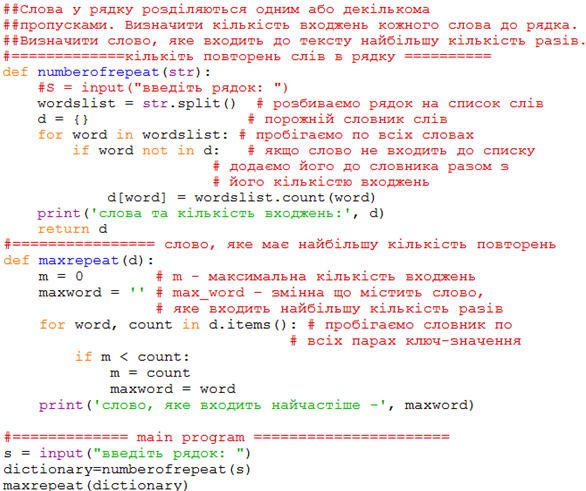 ##Слова у рядку розділяються одним або декількома
##пропусками. Визначити кількість входжень кожного слова до рядка.
##Визначити слово, яке входить до тексту найбільшу кількість разів.
#=============кількіть повторень слів в рядку ==========
def numberofrepeat(str):
    #S = input("введіть рядок: ")
    wordslist = str.split()  # розбиваємо рядок на список слів
    d = {}                  # порожній словник слів
    for word in wordslist: # пробігаємо по всіх словах
        if word not in d:   # якщо слово не входить до списку
                        # додаємо його до словника разом з
                        # його кількістю входжень
            d[word] = wordslist.count(word)
    print('слова та кількість входжень:', d)
    return d
#================ слово, яке має найбільшу кількість повторень
def maxrepeat(d):
    m = 0        # m - максимальна кількість входжень
    maxword = '' # max_word - змінна що містить слово,
                 # яке входить найбільшу кількість разів
    for word, count in d.items(): # пробігаємо словник по
                                # всіх парах ключ-значення
        if m < count:
            m = count
            maxword = word
    print('слово, яке входить найчастіше -', maxword)
#============= main program ======================
s = input("введіть рядок: ")
dictionary=numberofrepeat(s)
maxrepeat(dictionary)